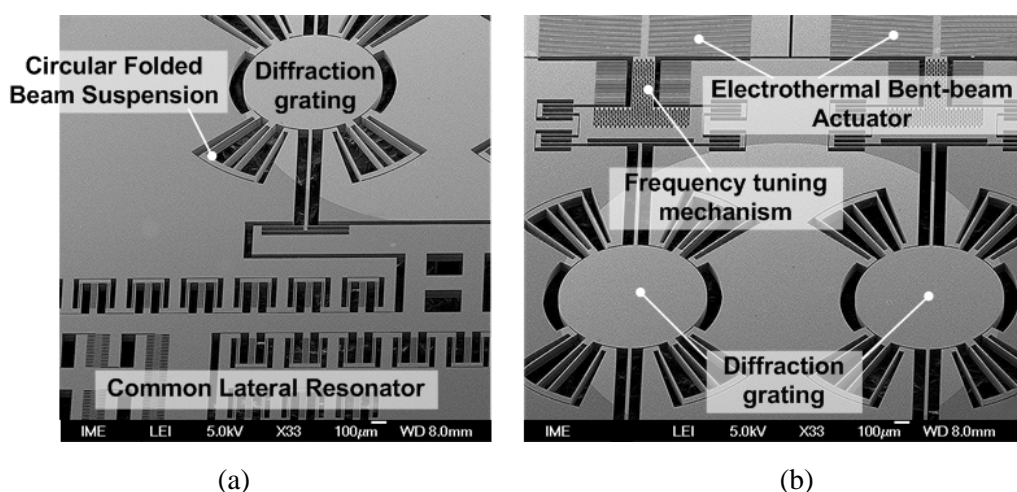 Circular Folded
Beam Suspension
Diffraction
grating
Common Lateral Resonator
IME LEI 5.0kV X33 100μm WD 8.0mm
(a)
Electrothermal Bent-beam
Actuator
Frequency tuning
mechanism
Diffraction
grating
IME LEI 5.0kV X33 100μm WD 8.0mm
(b)